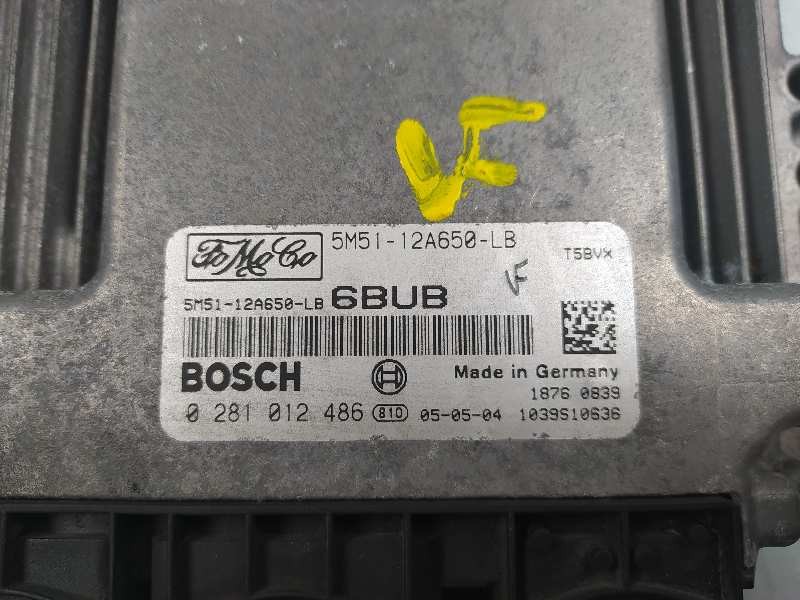 VF
FoMoCo 5M51-12A650-LB
T5BVX
5M51-12A650-LB 6BUB
VF
BOSCH
Made in Germany
1876 0839
0 281 012 486 810 05-05-04 1039S10636